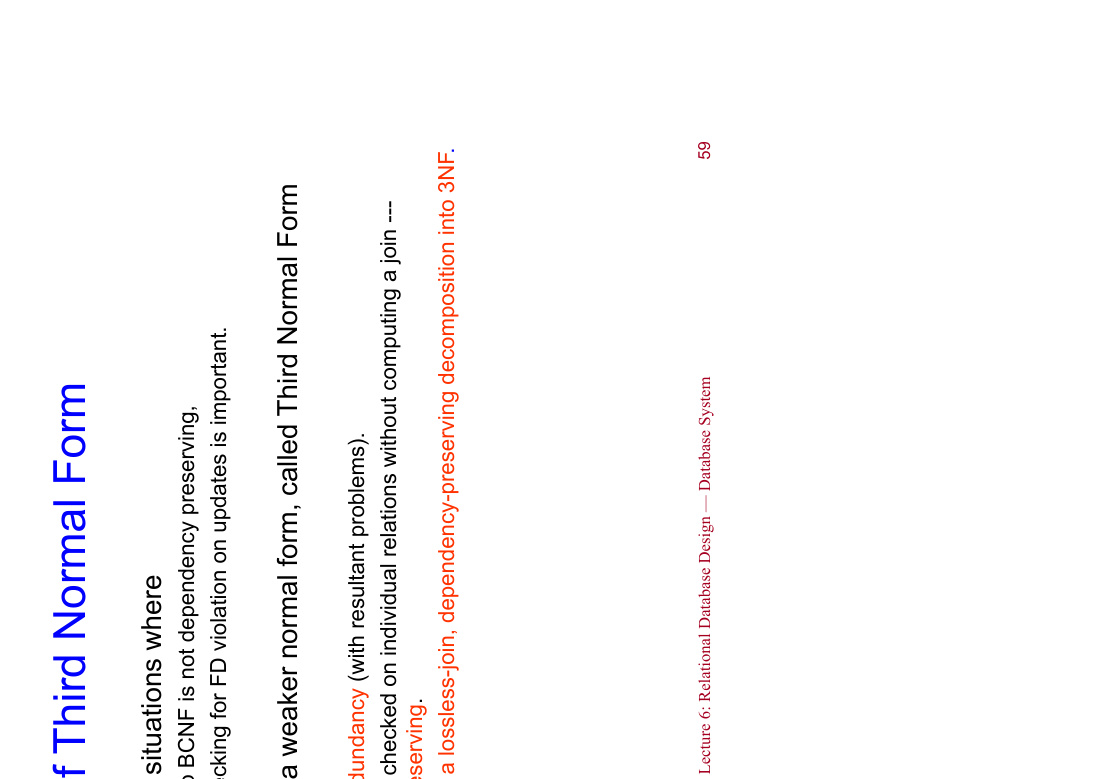 f Third Normal Form
situations where
BCNF is not dependency preserving,
cking for FD violation on updates is important.
a weaker normal form, called Third Normal Form
dundancy (with resultant problems).
checked on individual relations without computing a join ---
eserving.
a lossless-join, dependency-preserving decomposition into 3NF.
Lecture 6: Relational Database Design — Database System
59